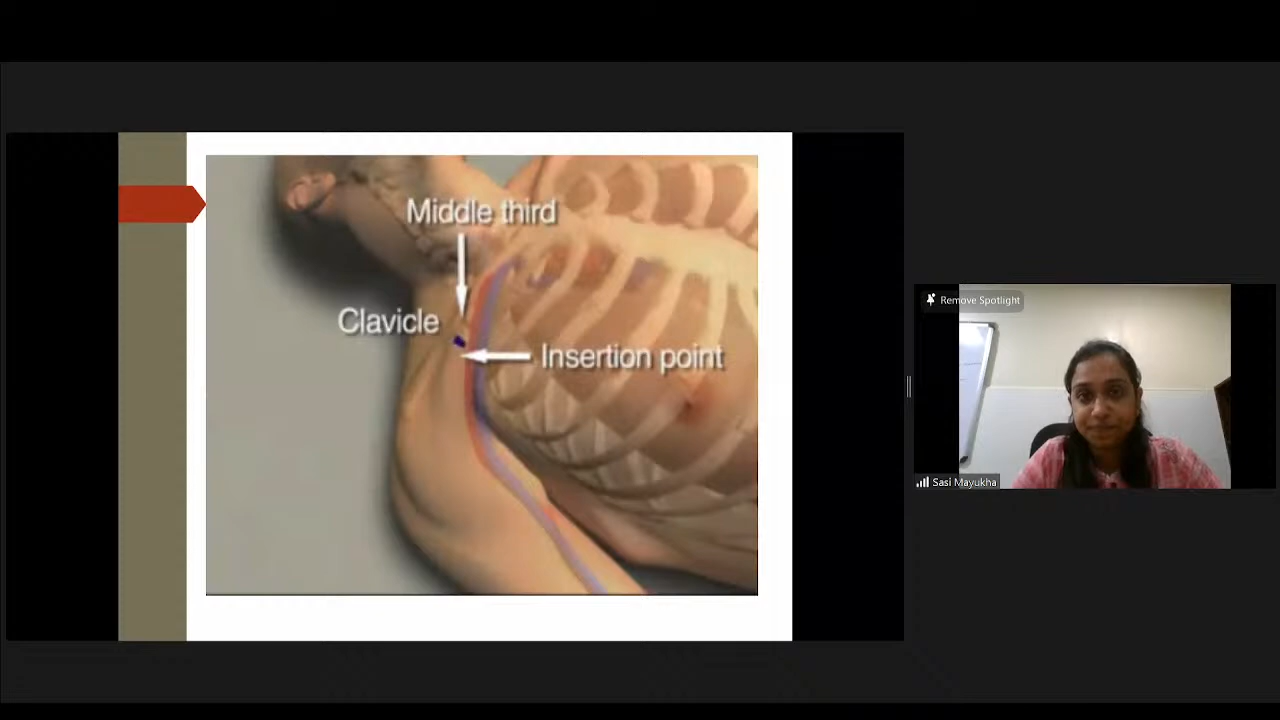 Middle third
Clavicle
Insertion point
Remove Spotlight
Sasi Mayukha